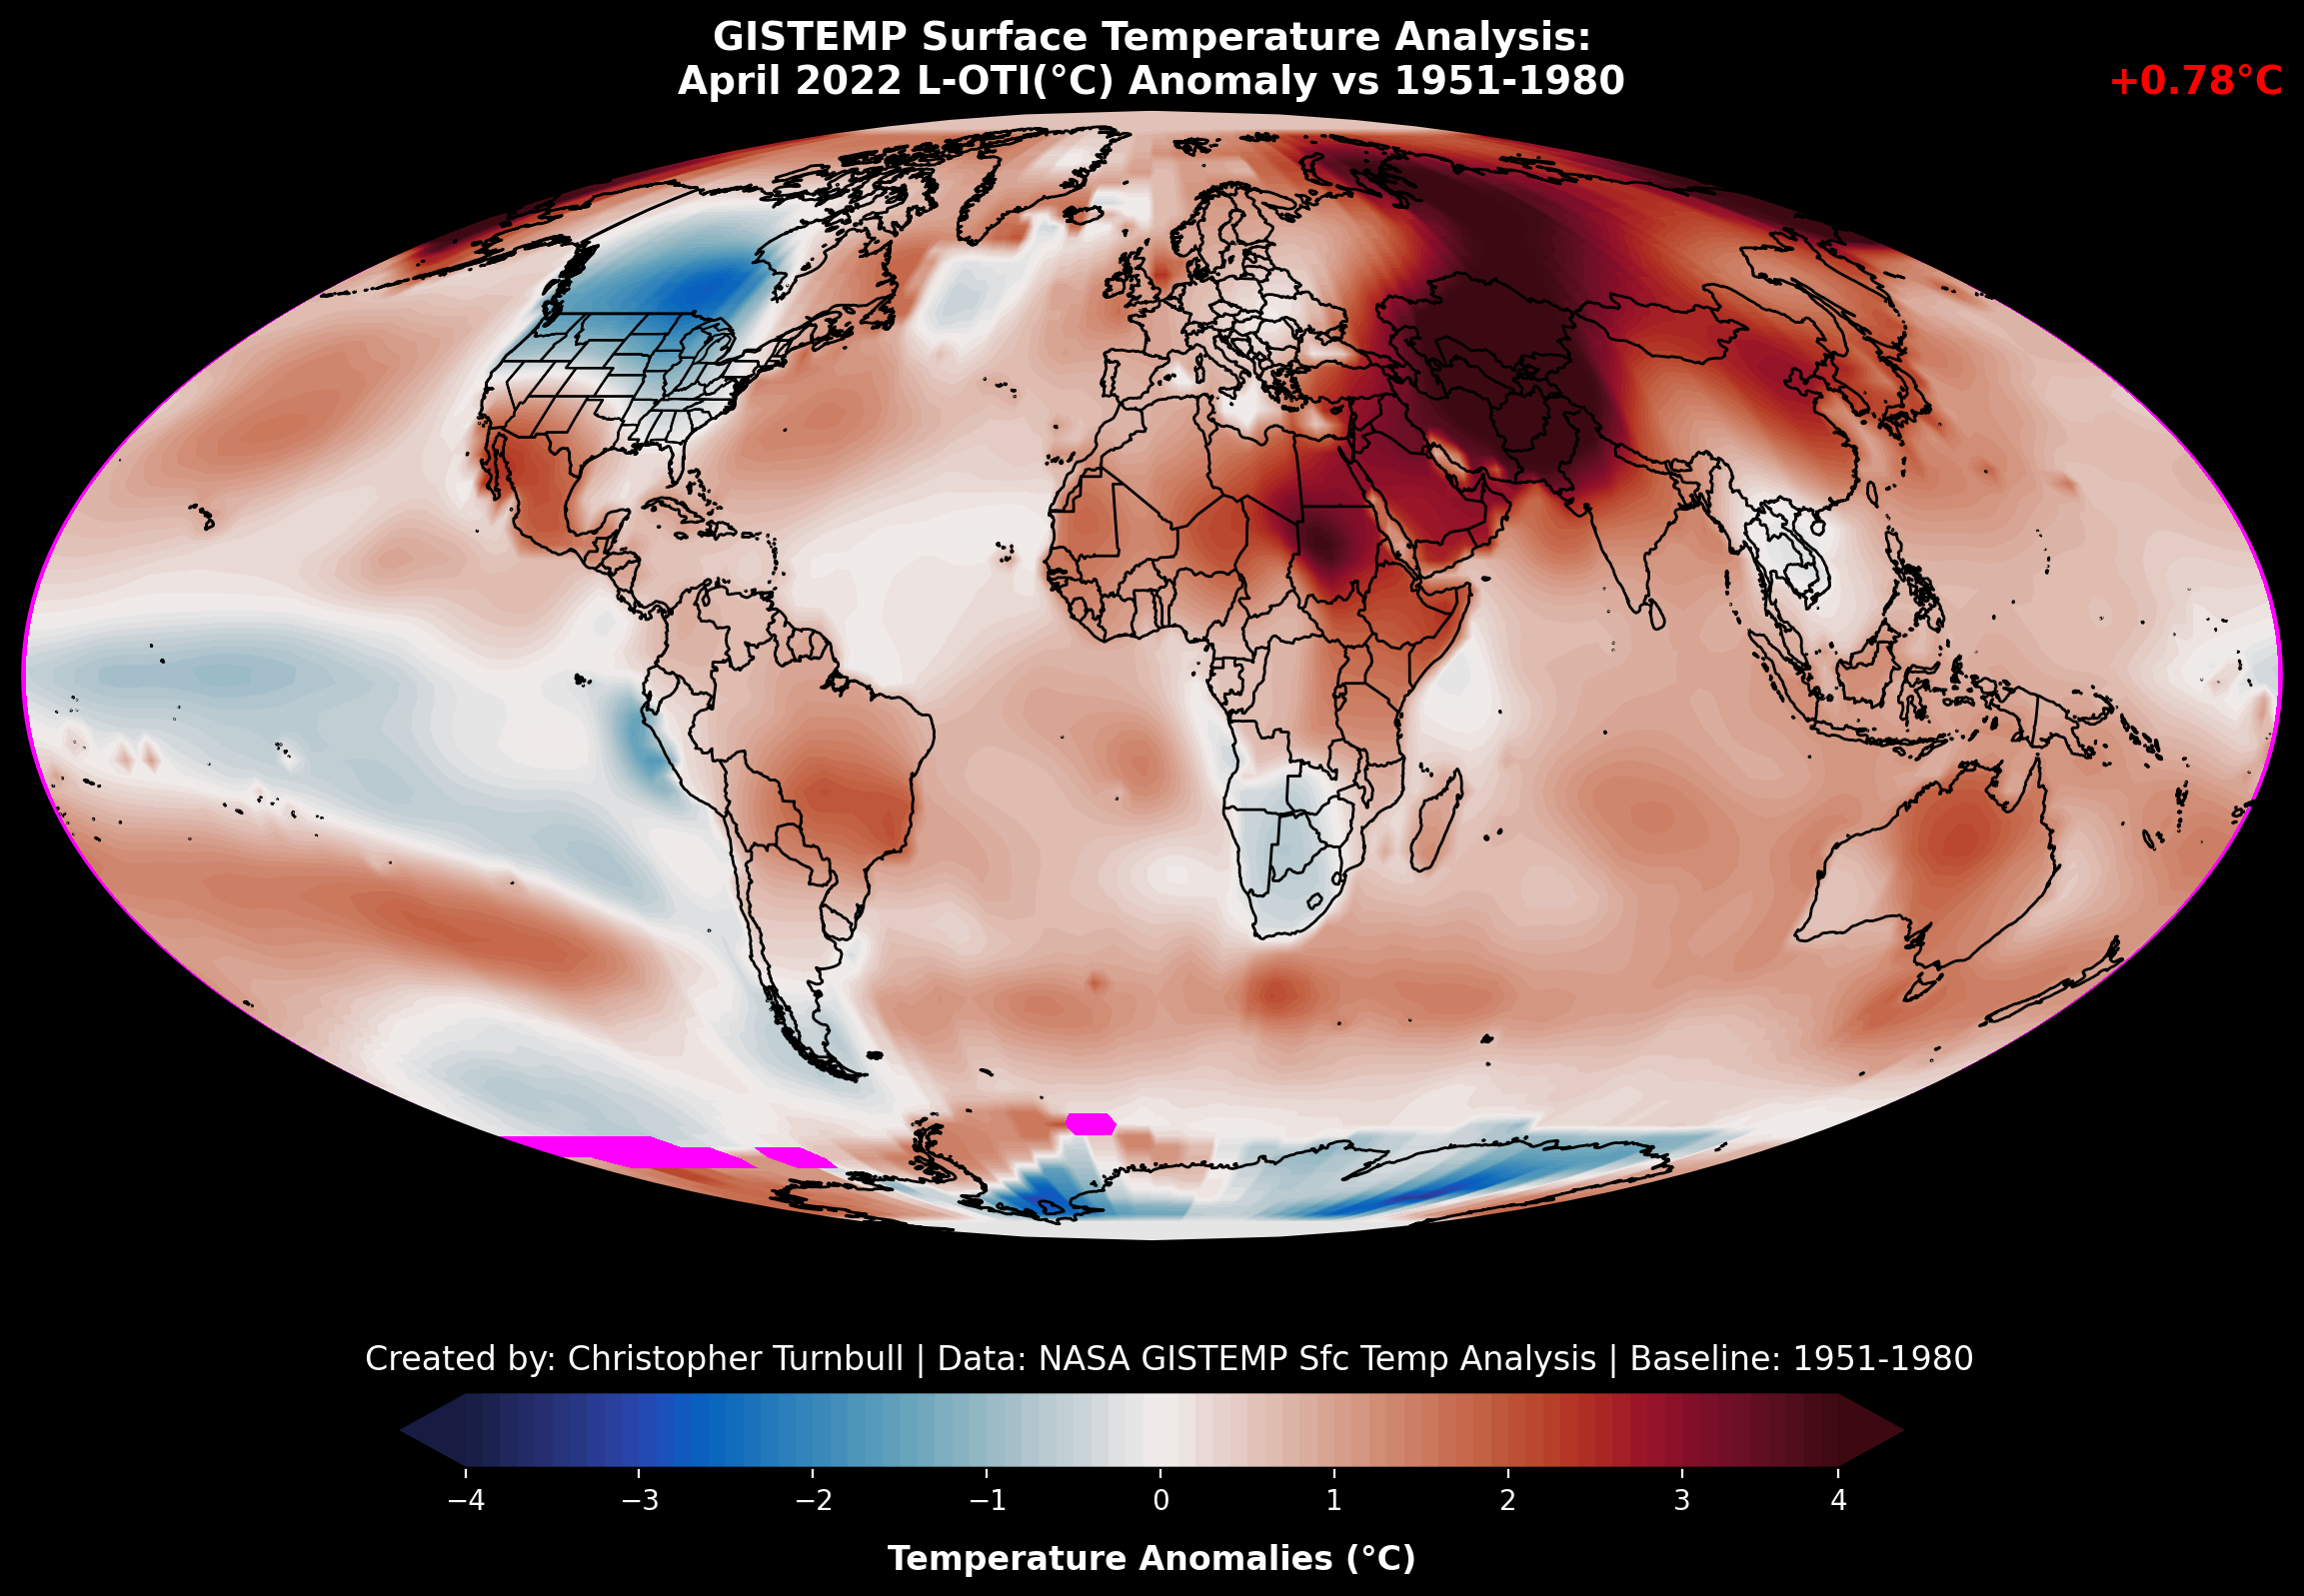 GISTEMP Surface Temperature Analysis:
April 2022 L-OTI(°C) Anomaly vs 1951-1980
+0.78°C
Created by: Christopher Turnbull | Data: NASA GISTEMP Sfc Temp Analysis | Baseline: 1951-1980
−4 −3 −2 −1 0 1 2 3 4
Temperature Anomalies (°C)